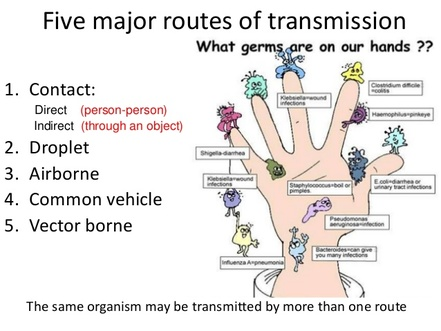 Five major routes of transmission
What germs are on our hands ??
1. Contact:
Direct (person-person)
Indirect (through an object)
2. Droplet
3. Airborne
4. Common vehicle
5. Vector borne
Clostridium difficile
=colitis
Klebsiella=wound
infections
Haemophilus=pinkeye
Shigella-diarrhea
Klebsiella=wound
infections
Staphylococcus=boil or
pimples
E.coli=diarrhea or
urinary tract infections
Pseudomonas
aeruginosa=infection
Bacteroides=can give
you many infections
Influenza A=pneumonia
The same organism may be transmitted by more than one route